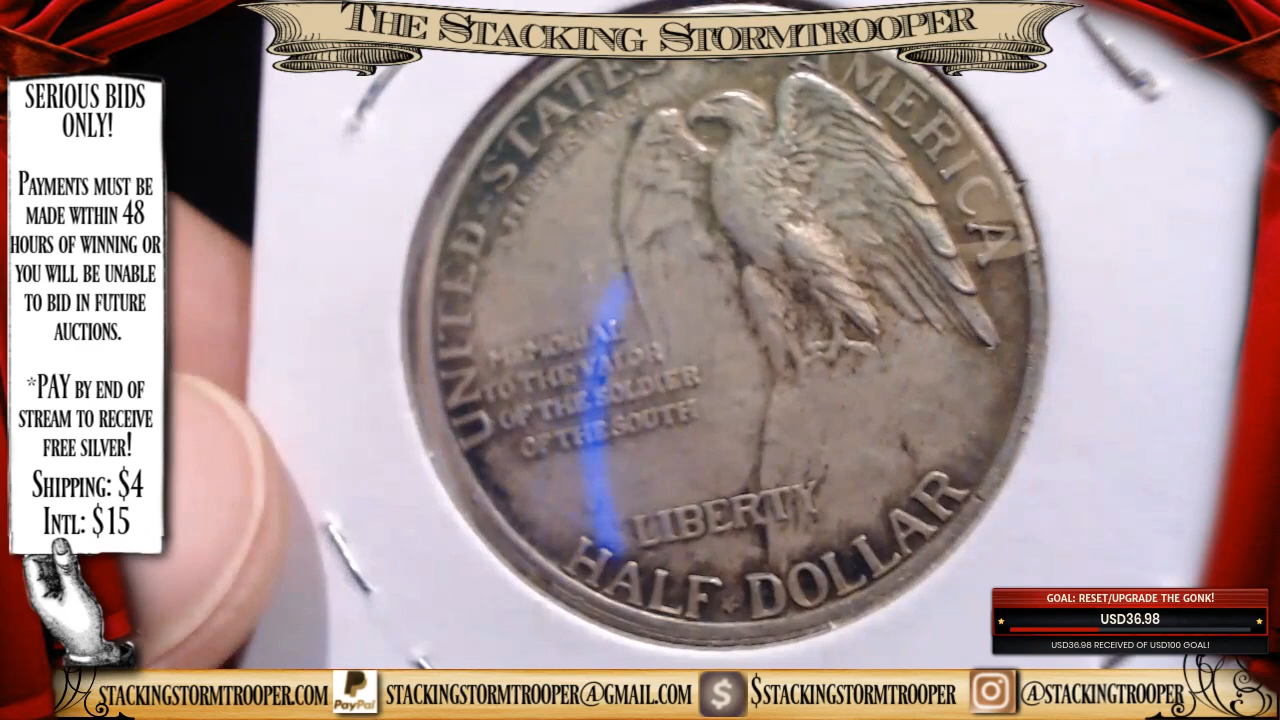 The Stacking Stormtrooper
SERIOUS BIDS
ONLY!
PAYMENTS MUST BE
MADE WITHIN 48
HOURS OF WINNING OR
YOU WILL BE UNABLE
TO BID IN FUTURE
AUCTIONS.
*PAY BY END OF
STREAM TO RECEIVE
FREE SILVER!
SHIPPING: $4
INTL: $15
UNITED STATES AMERICA
MEMORIAL
TO THE VALOR
OF THE SOLDIER
OF THE SOUTH
LIBERTY
HALF DOLLAR
GOAL: RESET/UPGRADE THE GONK!
USD36.98
USD36.98 RECEIVED OF USD100 GOAL!
STACKINGSTORMTROOPER.COM
PayPal
STACKINGSTORMTROOPER@GMAIL.COM
$
$STACKINGSTORMTROOPER
@STACKINGTROOPER